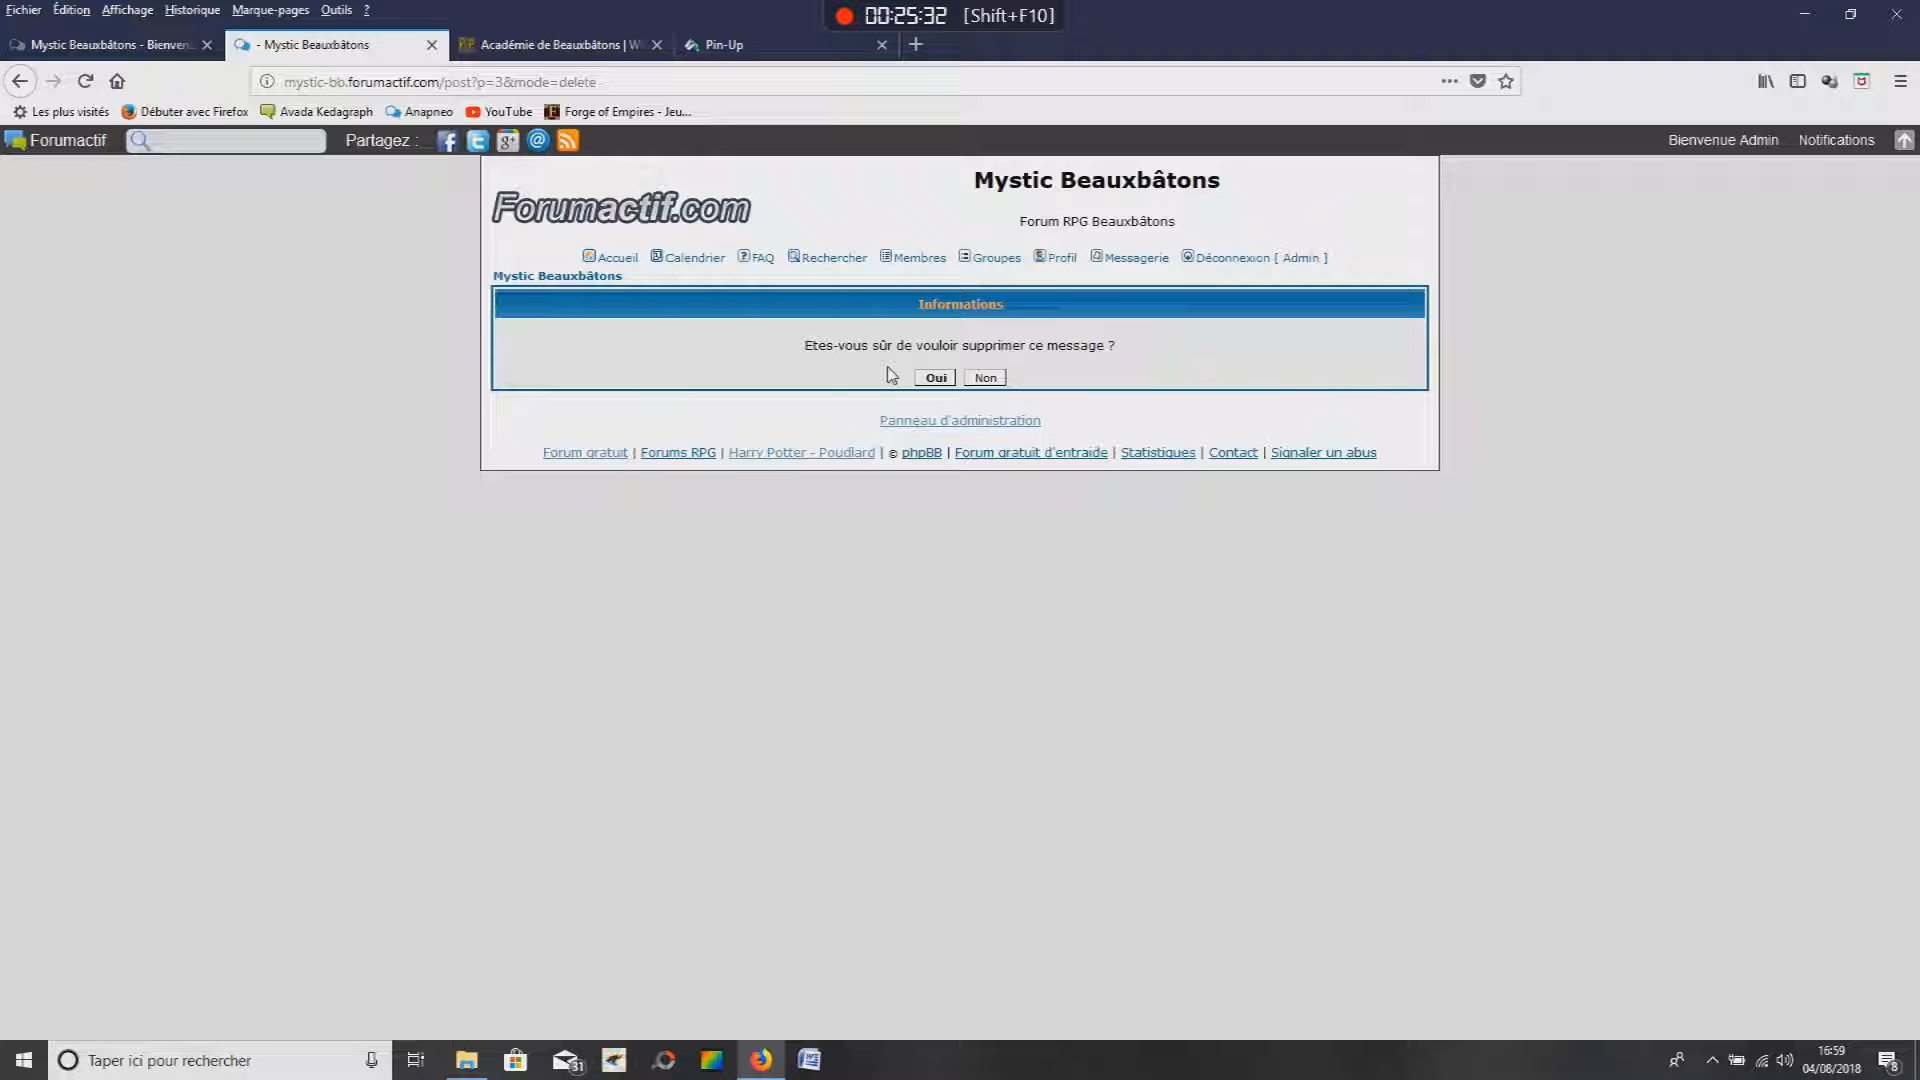 Fichier Édition Affichage Historique Marque-pages Outils ?
00:25:32 [Shift+F10]
Mystic Beauxbâtons - Bienven
- Mystic Beauxbâtons
Académie de Beauxbâtons | W
Pin-Up
mystic-bb.forumactif.com/post?p=3&mode=delete
Les plus visités Débuter avec Firefox Avada Kedagraph Anapneo YouTube Forge of Empires - Jeu...
Forumactif Partagez : Bienvenue Admin Notifications
Forumactif.com
Mystic Beauxbâtons
Forum RPG Beauxbâtons
Accueil Calendrier FAQ Rechercher Membres Groupes Profil Messagerie Déconnexion [ Admin ]
Mystic Beauxbâtons
Informations
Etes-vous sûr de vouloir supprimer ce message ?
Oui Non
Panneau d'administration
Forum gratuit | Forums RPG | Harry Potter - Poudlard | © phpBB | Forum gratuit d'entraide | Statistiques | Contact | Signaler un abus
Taper ici pour rechercher
31
16:59
04/08/2018
8